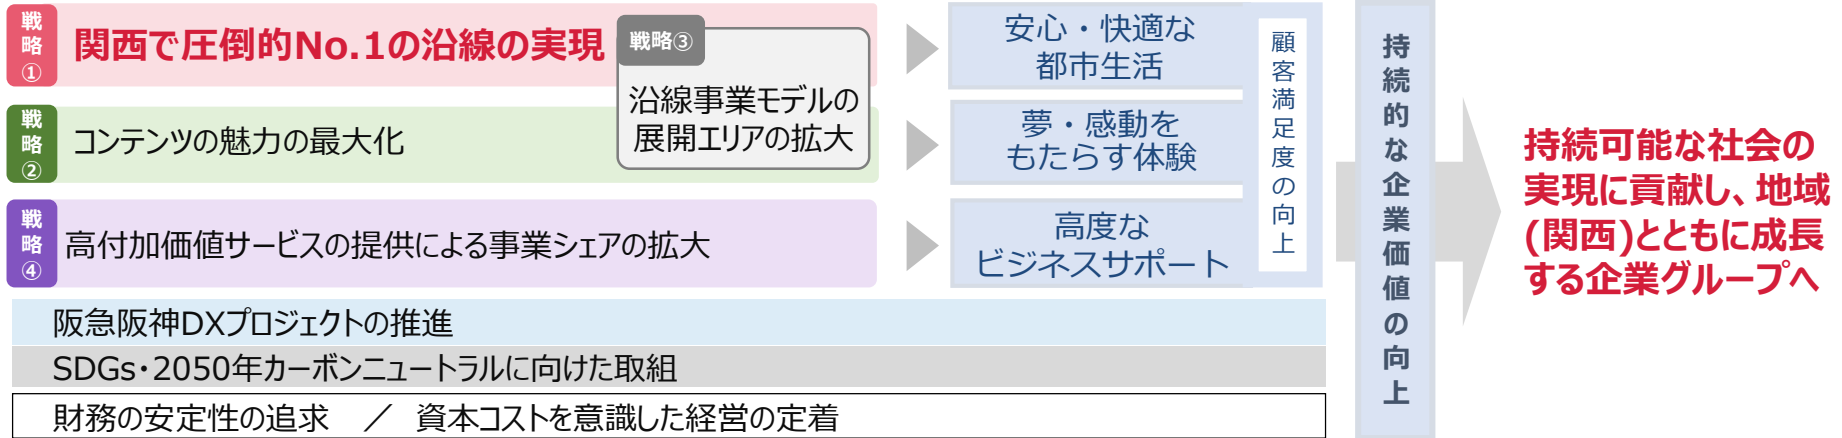 戦略①
関西で圧倒的No.1の沿線の実現
戦略③
沿線事業モデルの
展開エリアの拡大
戦略②
コンテンツの魅力の最大化
戦略④
高付加価値サービスの提供による事業シェアの拡大
安心・快適な
都市生活
夢・感動を
もたらす体験
高度な
ビジネスサポート
顧客満足度の向上
持続的な企業価値の向上
持続可能な社会の
実現に貢献し、地域
(関西)とともに成長
する企業グループへ
阪急阪神DXプロジェクトの推進
SDGs・2050年カーボンニュートラルに向けた取組
財務の安定性の追求 ／ 資本コストを意識した経営の定着